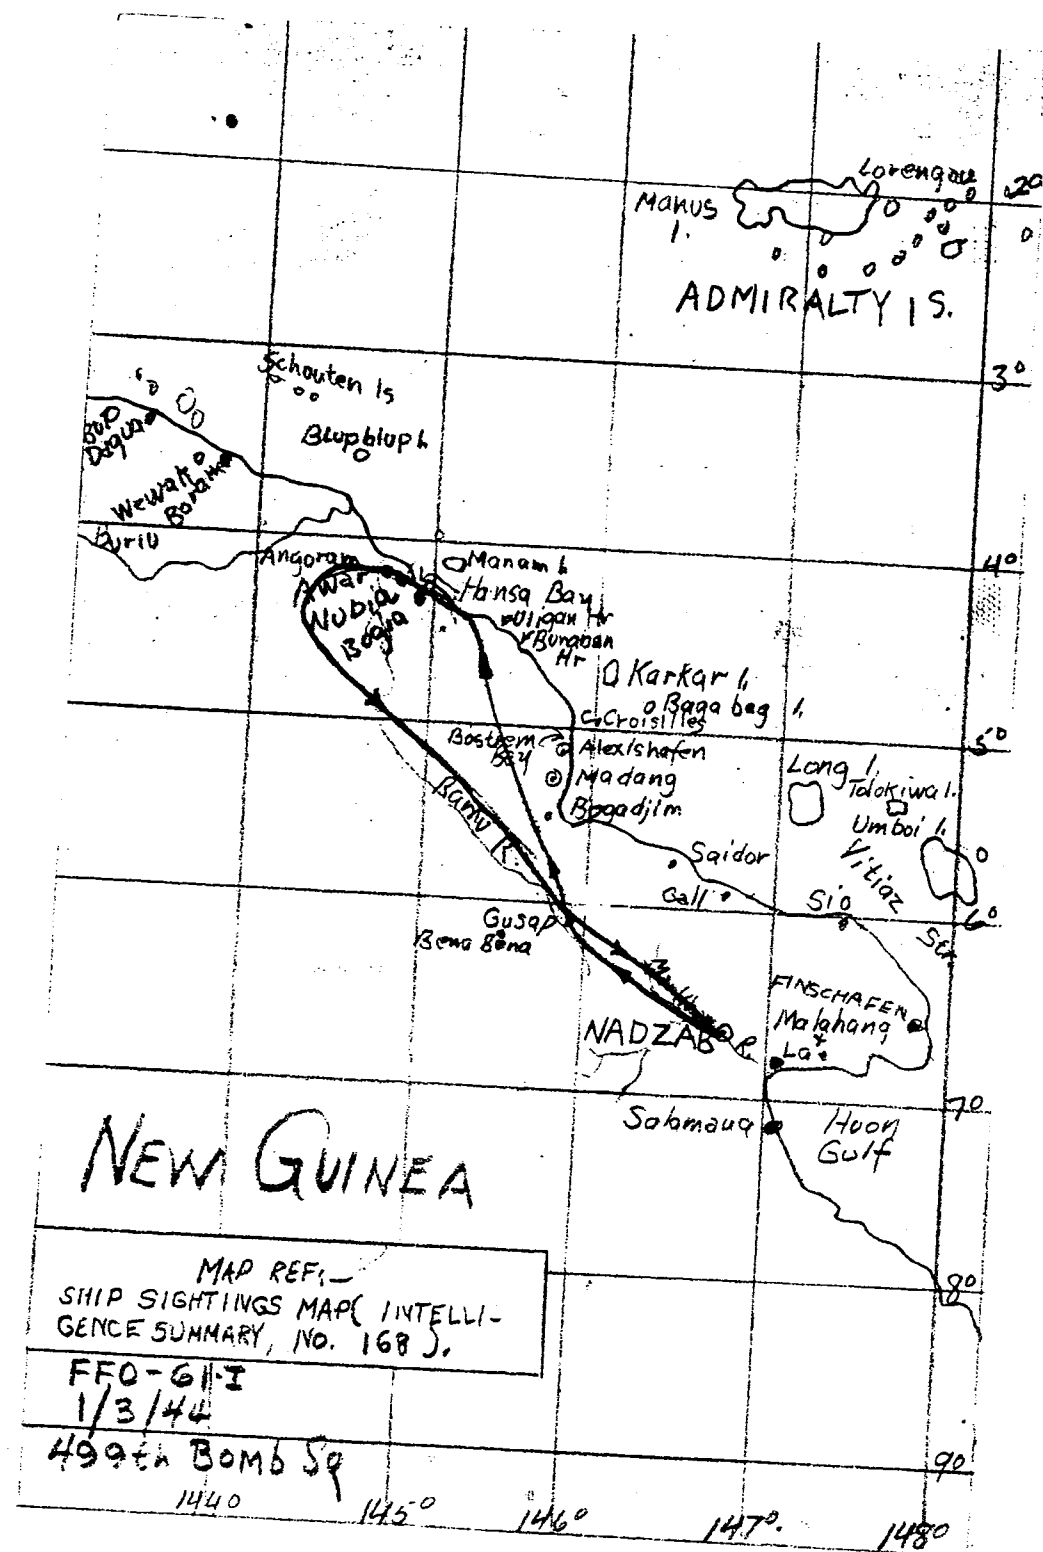 Lorengau
20
Manus
I.
ADMIRALTY IS.
3°
Schouten Is
Blupblup I.
But
Dagua
Wewak
Boram
4°
Angoram
Manam I.
Awar
Nubia
Bogia
Hansa Bay
Uligan Hr
Bunaban
Hr
Karkar I.
Bagabag I.
C. Croisilles
5°
Bostrem
Bay
Alexishafen
Madang
Bogadjim
Long I.
Tolokiwa I.
Umboi I.
Vitiaz
Str.
Ramu R.
Saidor
Gali
Sio
6°
Gusap
Bena Bena
FINSCHAFEN
Malahang
NADZAB
R.
Lae
7°
Salamaua
Huon
Gulf
NEW GUINEA
8°
MAP REF:—
SHIP SIGHTINGS MAP( INTELLI-
GENCE SUMMARY, NO. 168 ).
FFO-61-I
1/3/44
499th Bomb Sq
9°
144°
145°
146°
147°.
148°